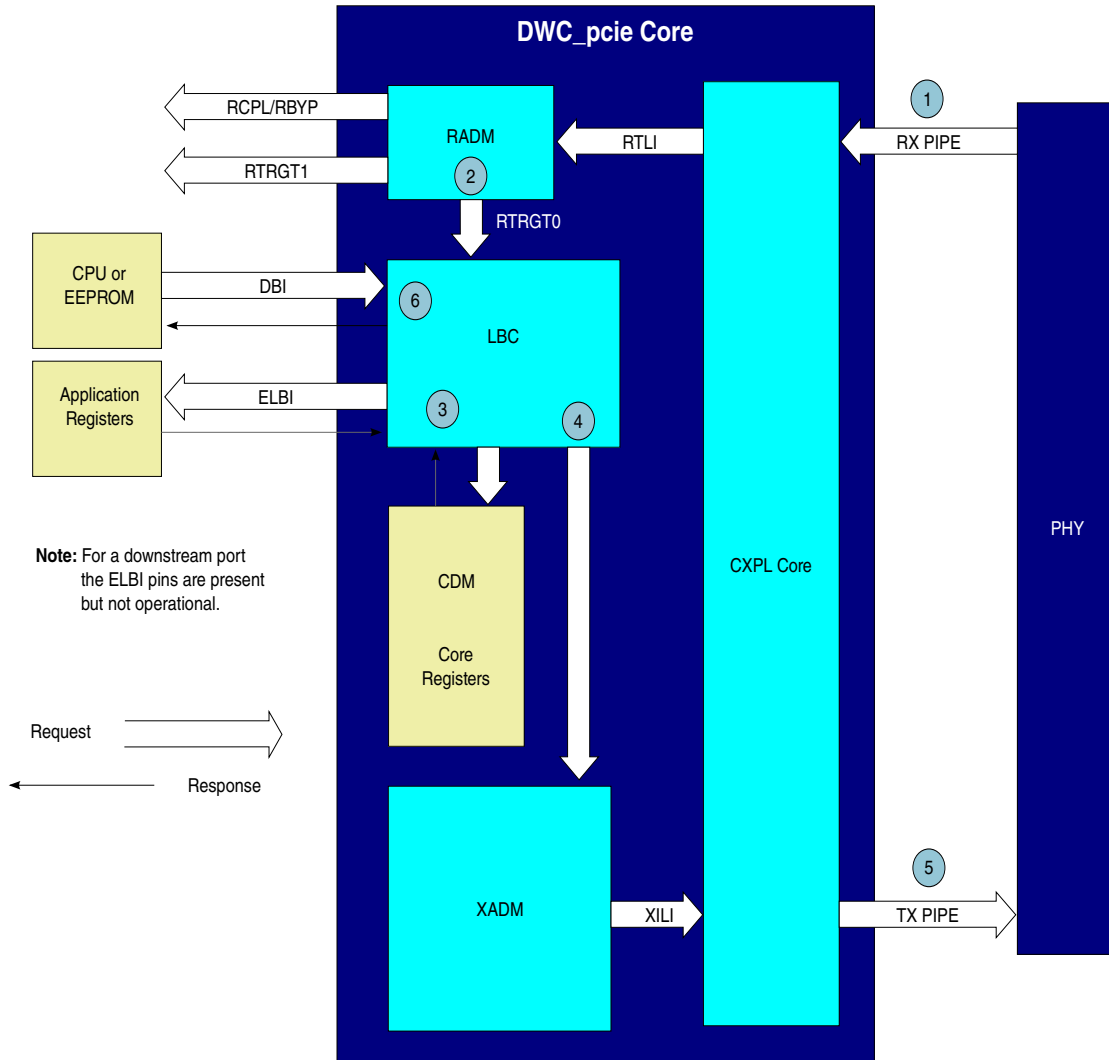 DWC_pcie Core
1
RCPL/RBYP
RADM
RTLI
RX PIPE
RTRGT1
2
RTRGT0
CPU or
EEPROM
DBI
6
LBC
Application
Registers
ELBI
3
4
PHY
Note: For a downstream port
the ELBI pins are present
but not operational.
CDM
CXPL Core
Core
Registers
Request
Response
5
XADM
XILI
TX PIPE